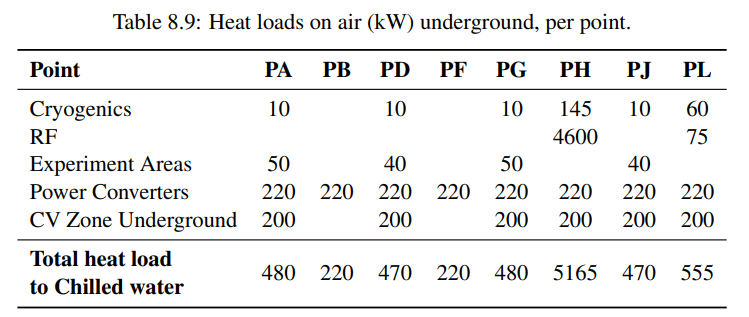 Table 8.9: Heat loads on air (kW) underground, per point.
Point PA PB PD PF PG PH PJ PL
Cryogenics 10 10 10 145 10 60
RF 4600 75
Experiment Areas 50 40 50 40
Power Converters 220 220 220 220 220 220 220 220
CV Zone Underground 200 200 200 200 200 200
Total heat load
to Chilled water 480 220 470 220 480 5165 470 555